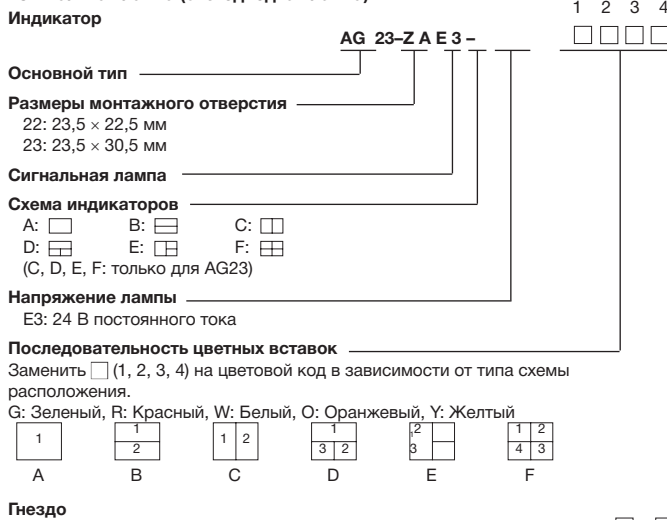 1 2 3 4
Индикатор
AG 23–Z A E 3 –
Основной тип
Размеры монтажного отверстия
22: 23,5 × 22,5 мм
23: 23,5 × 30,5 мм
Сигнальная лампа
Схема индикаторов
A: B: C:
D: E: F:
(C, D, E, F: только для AG23)
Напряжение лампы
E3: 24 В постоянного тока
Последовательность цветных вставок
Заменить □ (1, 2, 3, 4) на цветовой код в зависимости от типа схемы
расположения.
G: Зеленый, R: Красный, W: Белый, O: Оранжевый, Y: Желтый
1 1 2 1 2 1 3 2 1 2 3 1 2 4 3
A B C D E F
Гнездо